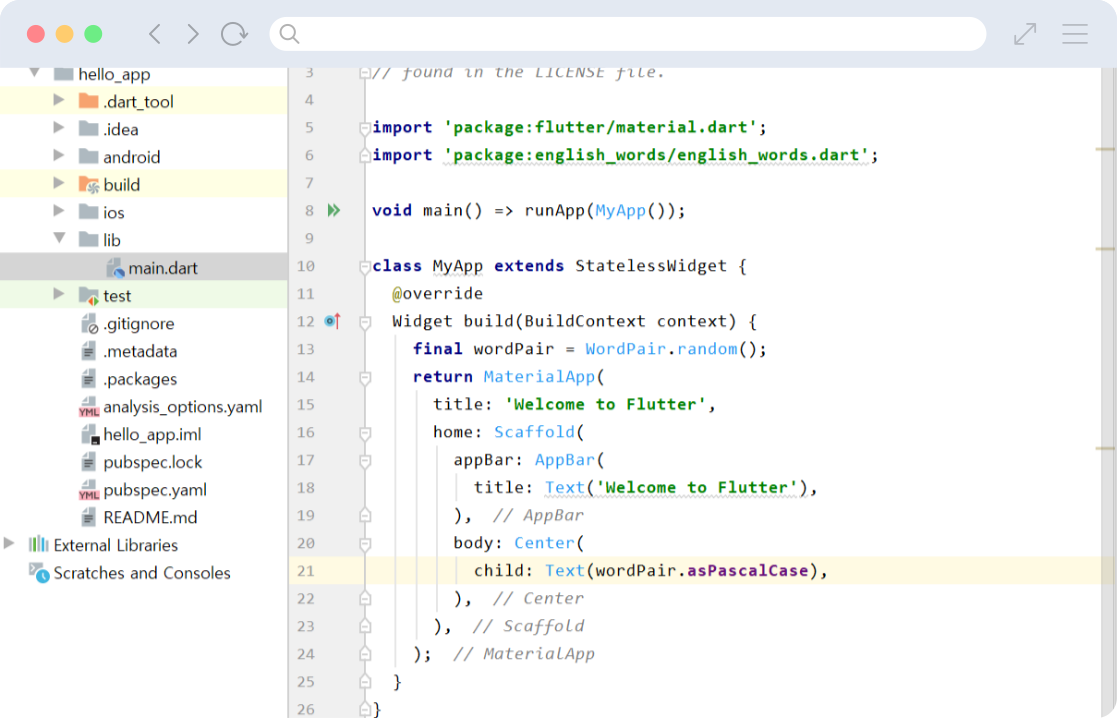 hello_app
.dart_tool
.idea
android
build
ios
lib
main.dart
test
.gitignore
.metadata
.packages
YML analysis_options.yaml
hello_app.iml
pubspec.lock
YML pubspec.yaml
README.md
External Libraries
Scratches and Consoles
3 // found in the LICENSE file.
4
5 import 'package:flutter/material.dart';
6 import 'package:english_words/english_words.dart';
7
8 void main() => runApp(MyApp());
9
10 class MyApp extends StatelessWidget {
11 @override
12 Widget build(BuildContext context) {
13 final wordPair = WordPair.random();
14 return MaterialApp(
15 title: 'Welcome to Flutter',
16 home: Scaffold(
17 appBar: AppBar(
18 title: Text('Welcome to Flutter'),
19 ), // AppBar
20 body: Center(
21 child: Text(wordPair.asPascalCase),
22 ), // Center
23 ), // Scaffold
24 ); // MaterialApp
25 }
26 }